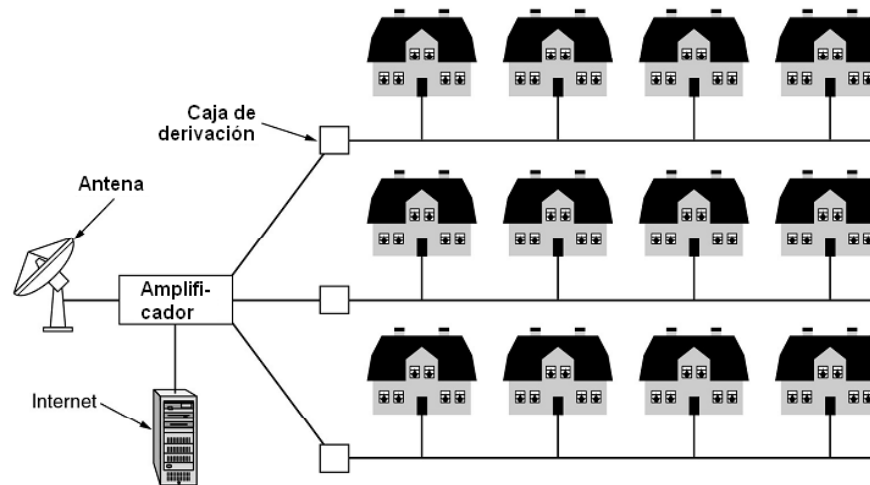 Caja de
derivación
Antena
Amplifi-
cador
Internet